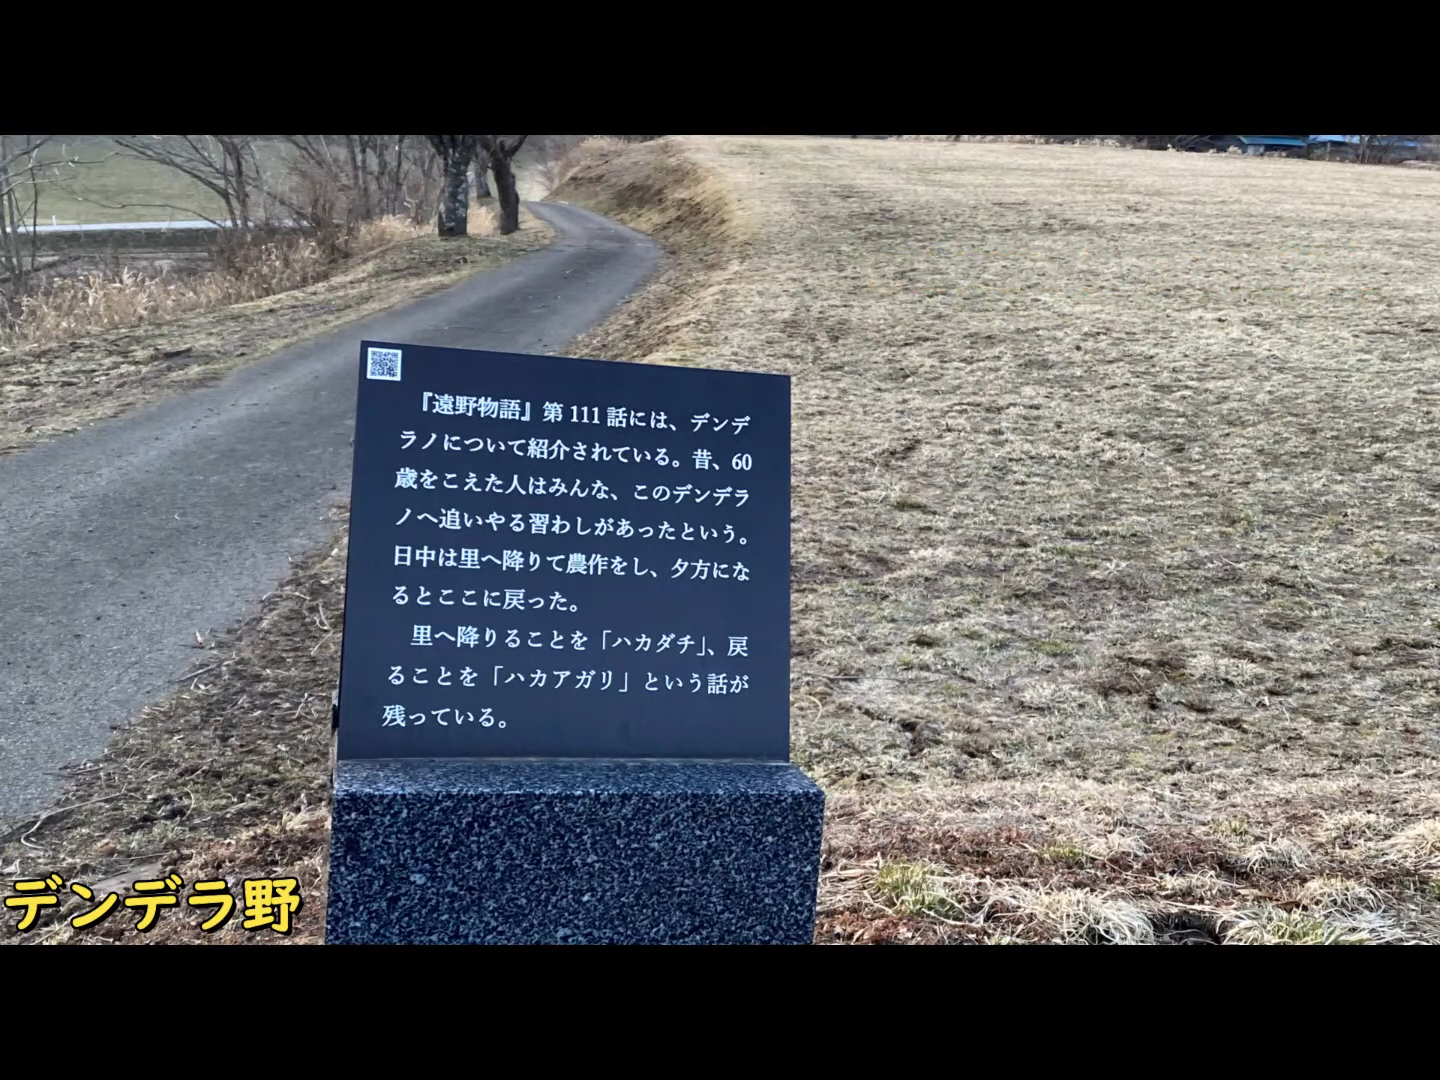 『遠野物語』第 111 話には、デンデ
ラノについて紹介されている。昔、60
歳をこえた人はみんな、このデンデラ
ノへ追いやる習わしがあったという。
日中は里へ降りて農作をし、夕方にな
るとここに戻った。
里へ降りることを「ハカダチ」、戻
ることを「ハカアガリ」という話が
残っている。
デンデラ野